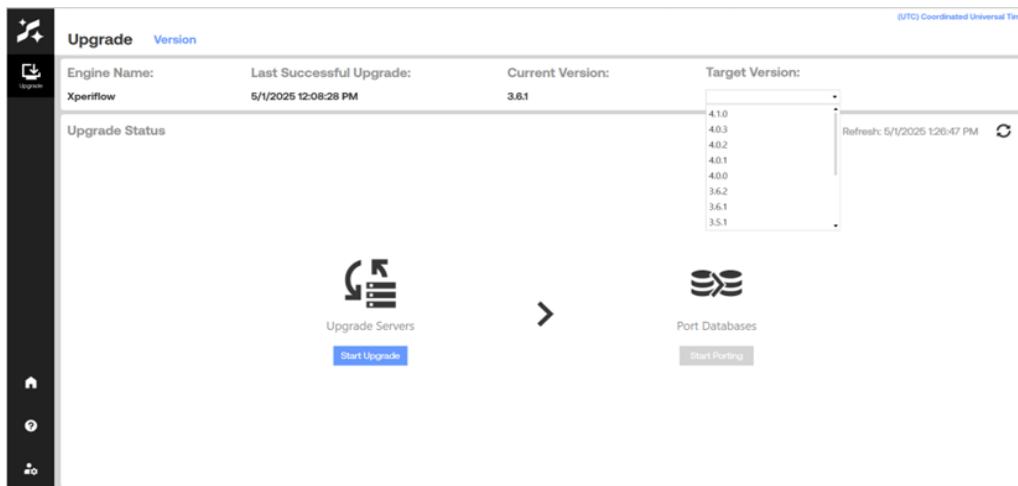 (UTC) Coordinated Universal Tim
Upgrade Version
Upgrade
Engine Name: Last Successful Upgrade: Current Version: Target Version:
Xperiflow 5/1/2025 12:08:28 PM 3.6.1
Upgrade Status
Refresh: 5/1/2025 1:26:47 PM
4.1.0
4.0.3
4.0.2
4.0.1
4.0.0
3.6.2
3.6.1
3.5.1
Upgrade Servers
Port Databases
Start Upgrade
Start Porting